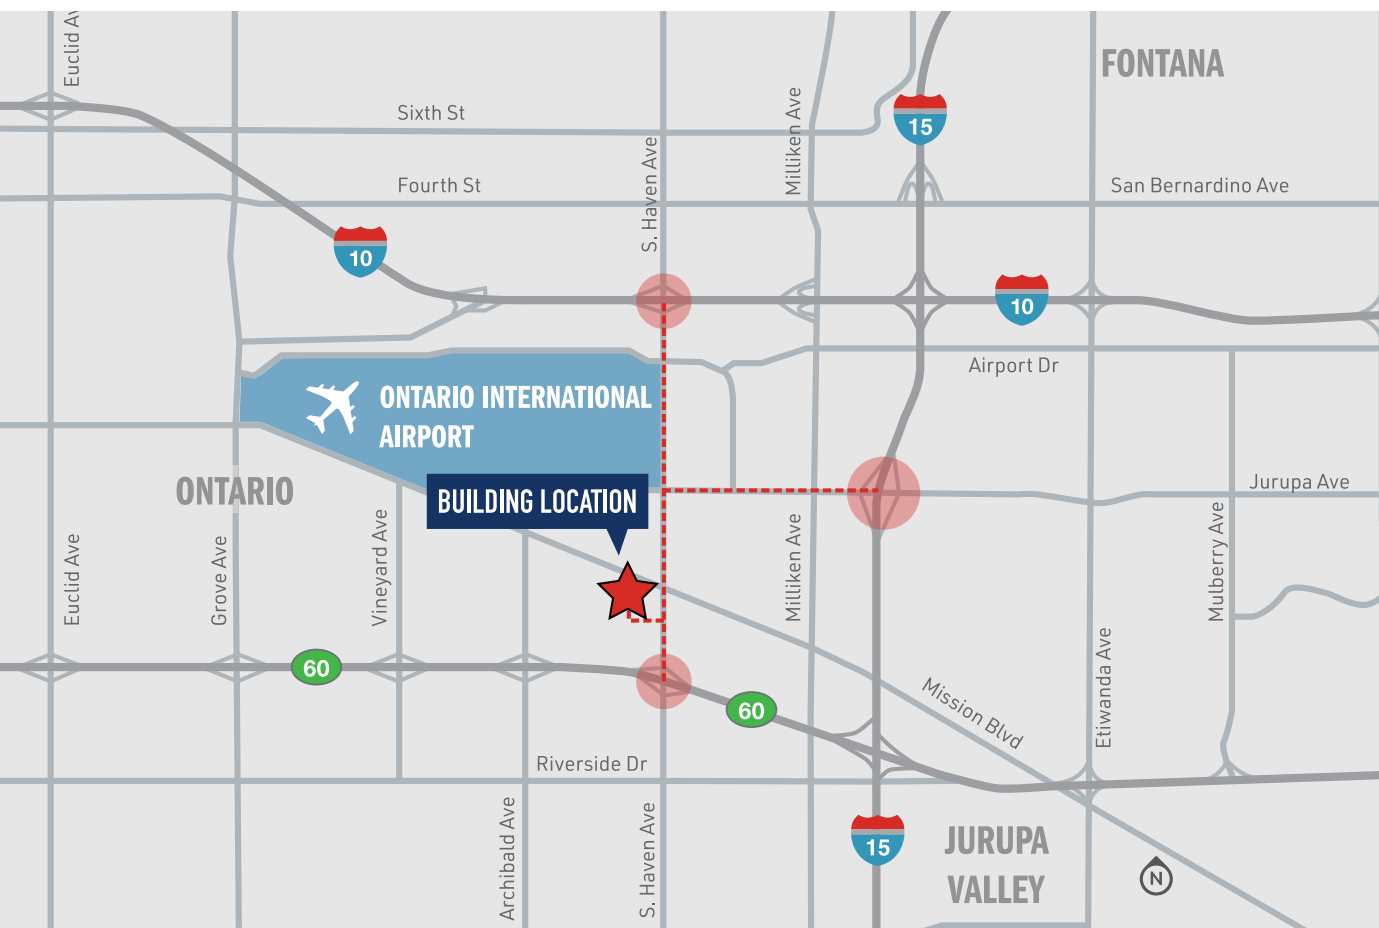 Euclid Av
FONTANA
Sixth St
Milliken Ave
15
S. Haven Ave
Fourth St
San Bernardino Ave
10
10
Airport Dr
ONTARIO INTERNATIONAL
AIRPORT
ONTARIO
BUILDING LOCATION
Jurupa Ave
Euclid Ave
Grove Ave
Vineyard Ave
Milliken Ave
Mulberry Ave
Etiwanda Ave
60
60
Mission Blvd
Riverside Dr
Archibald Ave
S. Haven Ave
15
JURUPA
VALLEY
N